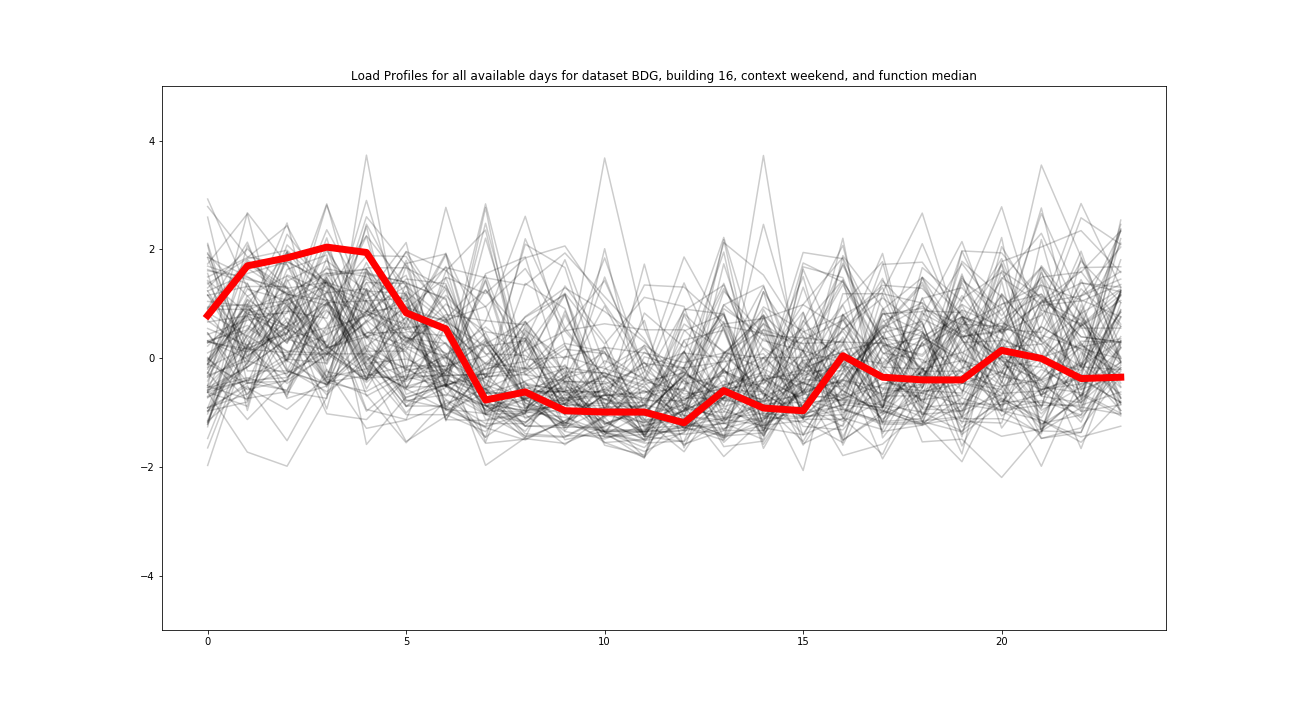 Load Profiles for all available days for dataset BDG, building 16, context weekend, and function median
4
2
0
−2
−4
0 5 10 15 20